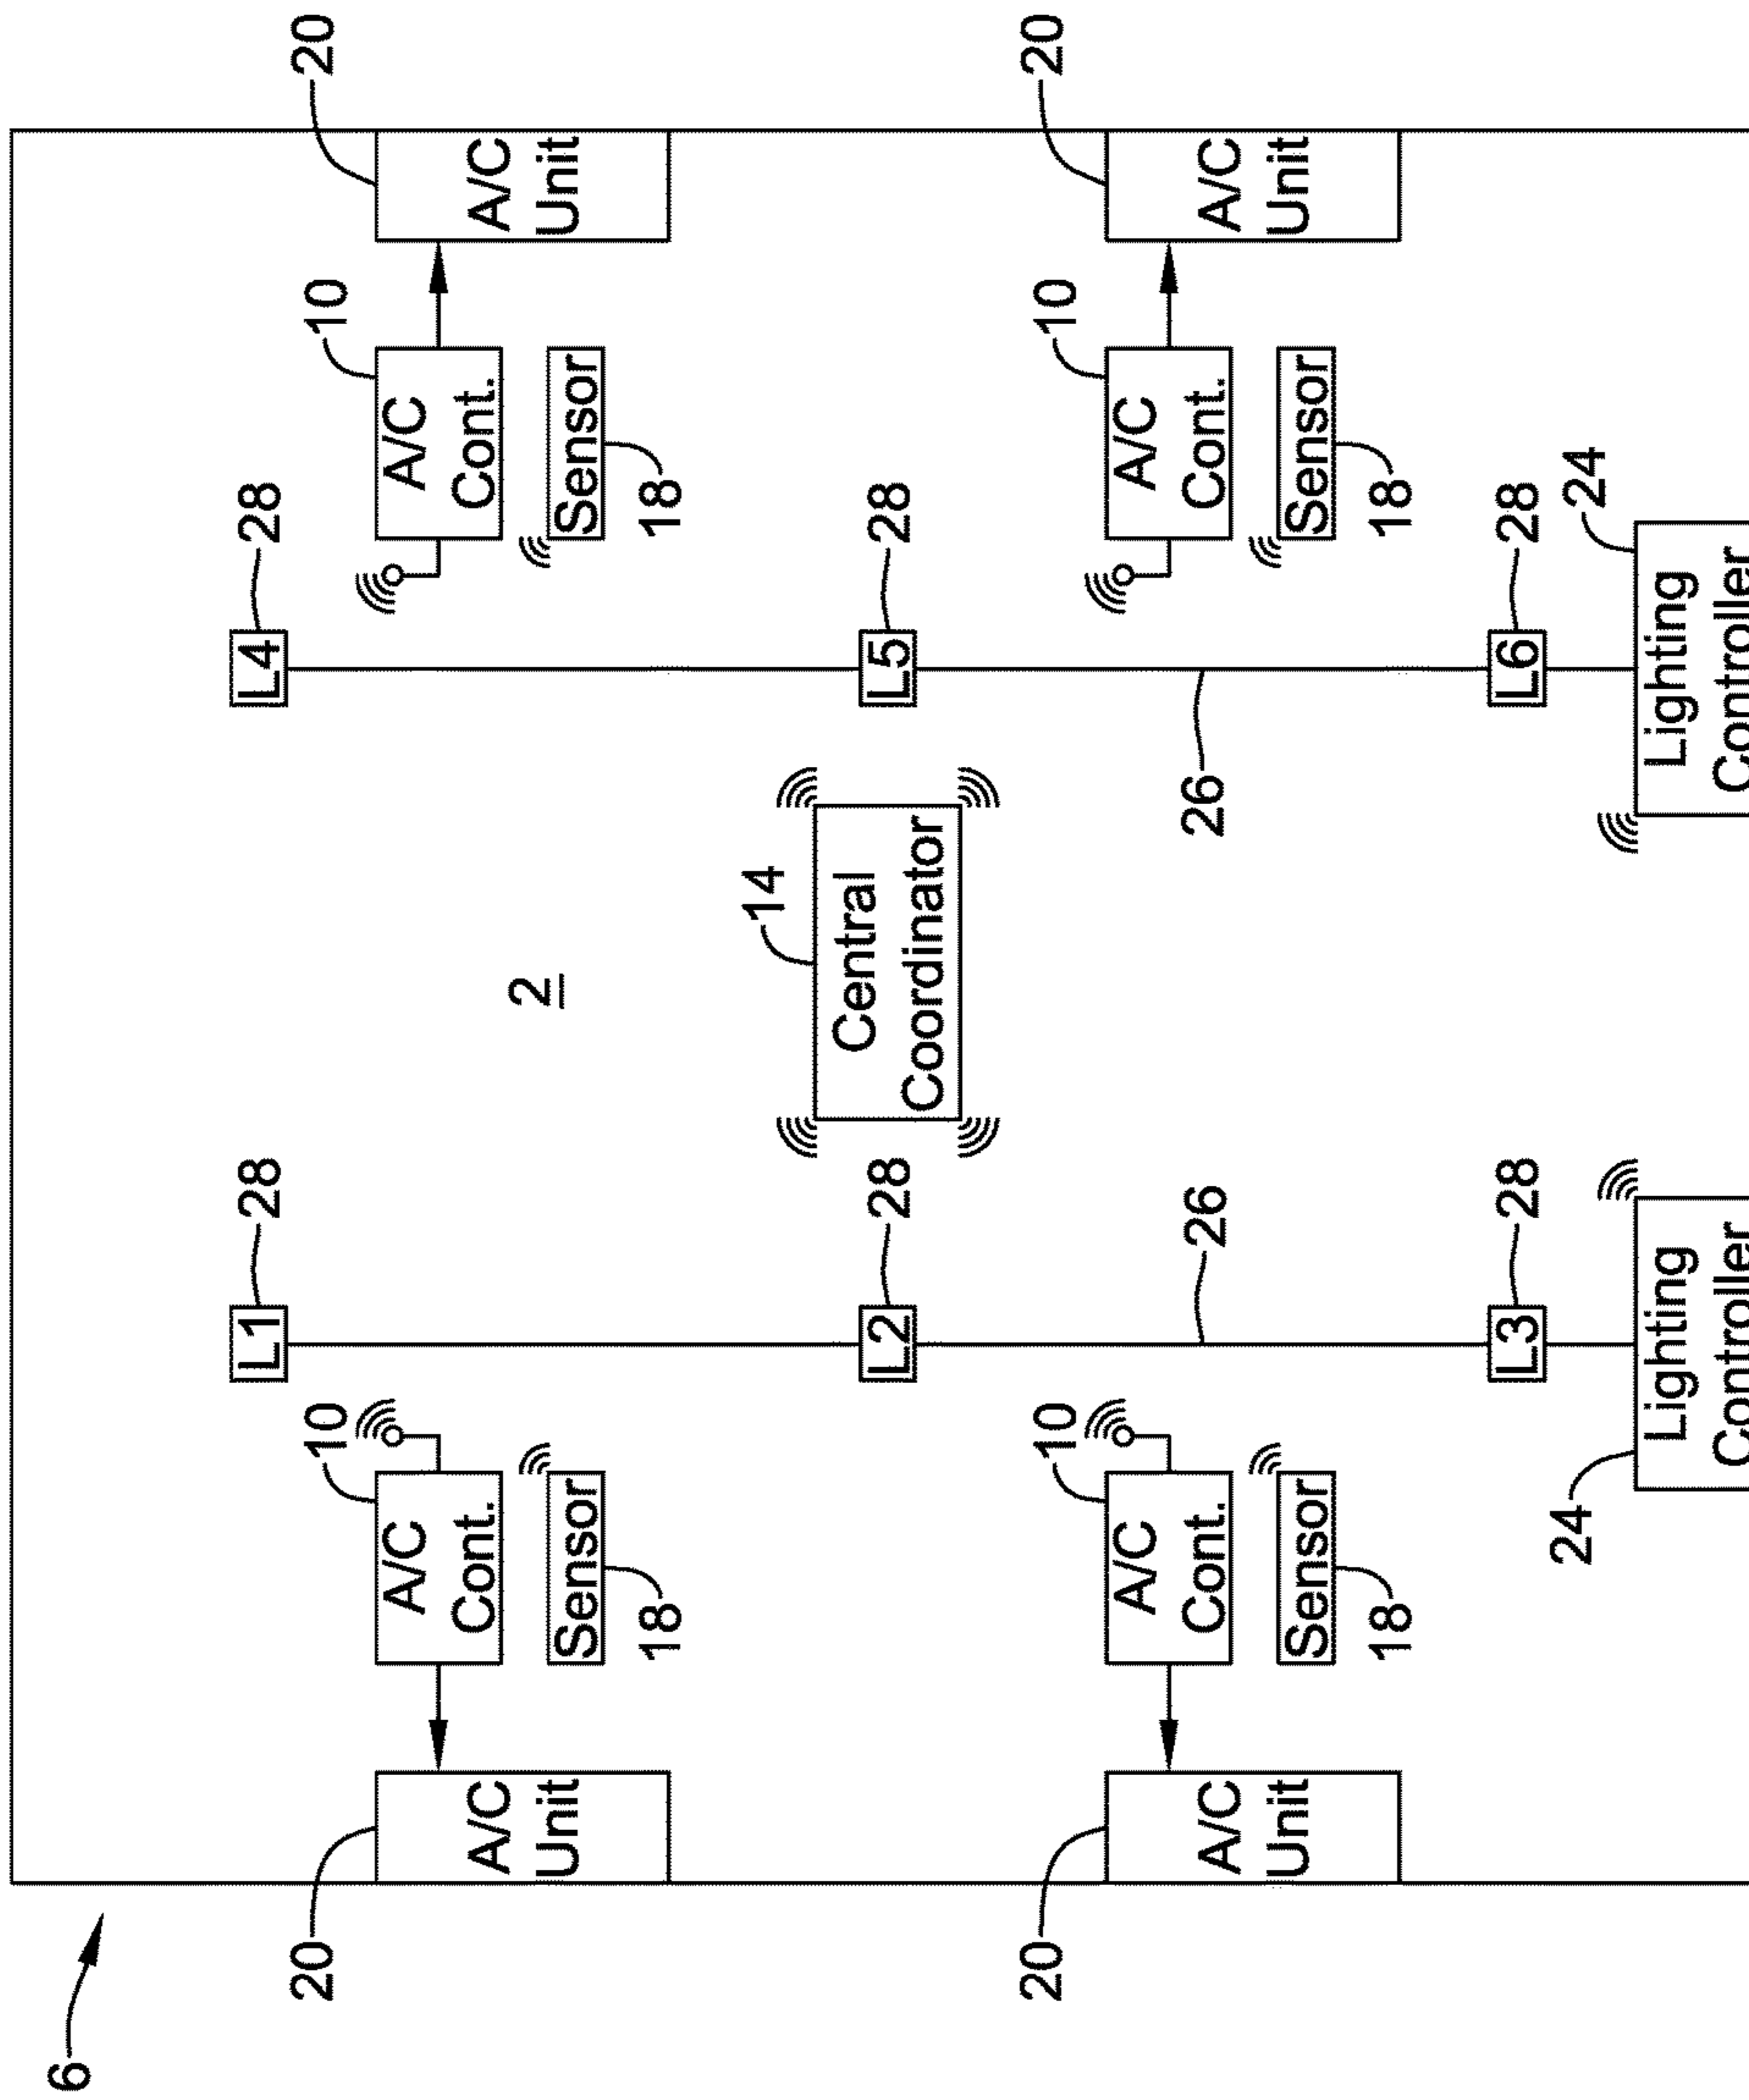 6
L1
28
L4
28
20
10
10
20
A/C
Unit
A/C
Cont.
A/C
Cont.
A/C
Unit
2
Sensor
Sensor
18
18
14
Central
Coordinator
L2
28
L5
28
20
10
10
20
A/C
Unit
A/C
Cont.
26
26
A/C
Cont.
A/C
Unit
Sensor
Sensor
18
18
L3
28
L6
28
24
24
Lighting
Controller
Lighting
Controller